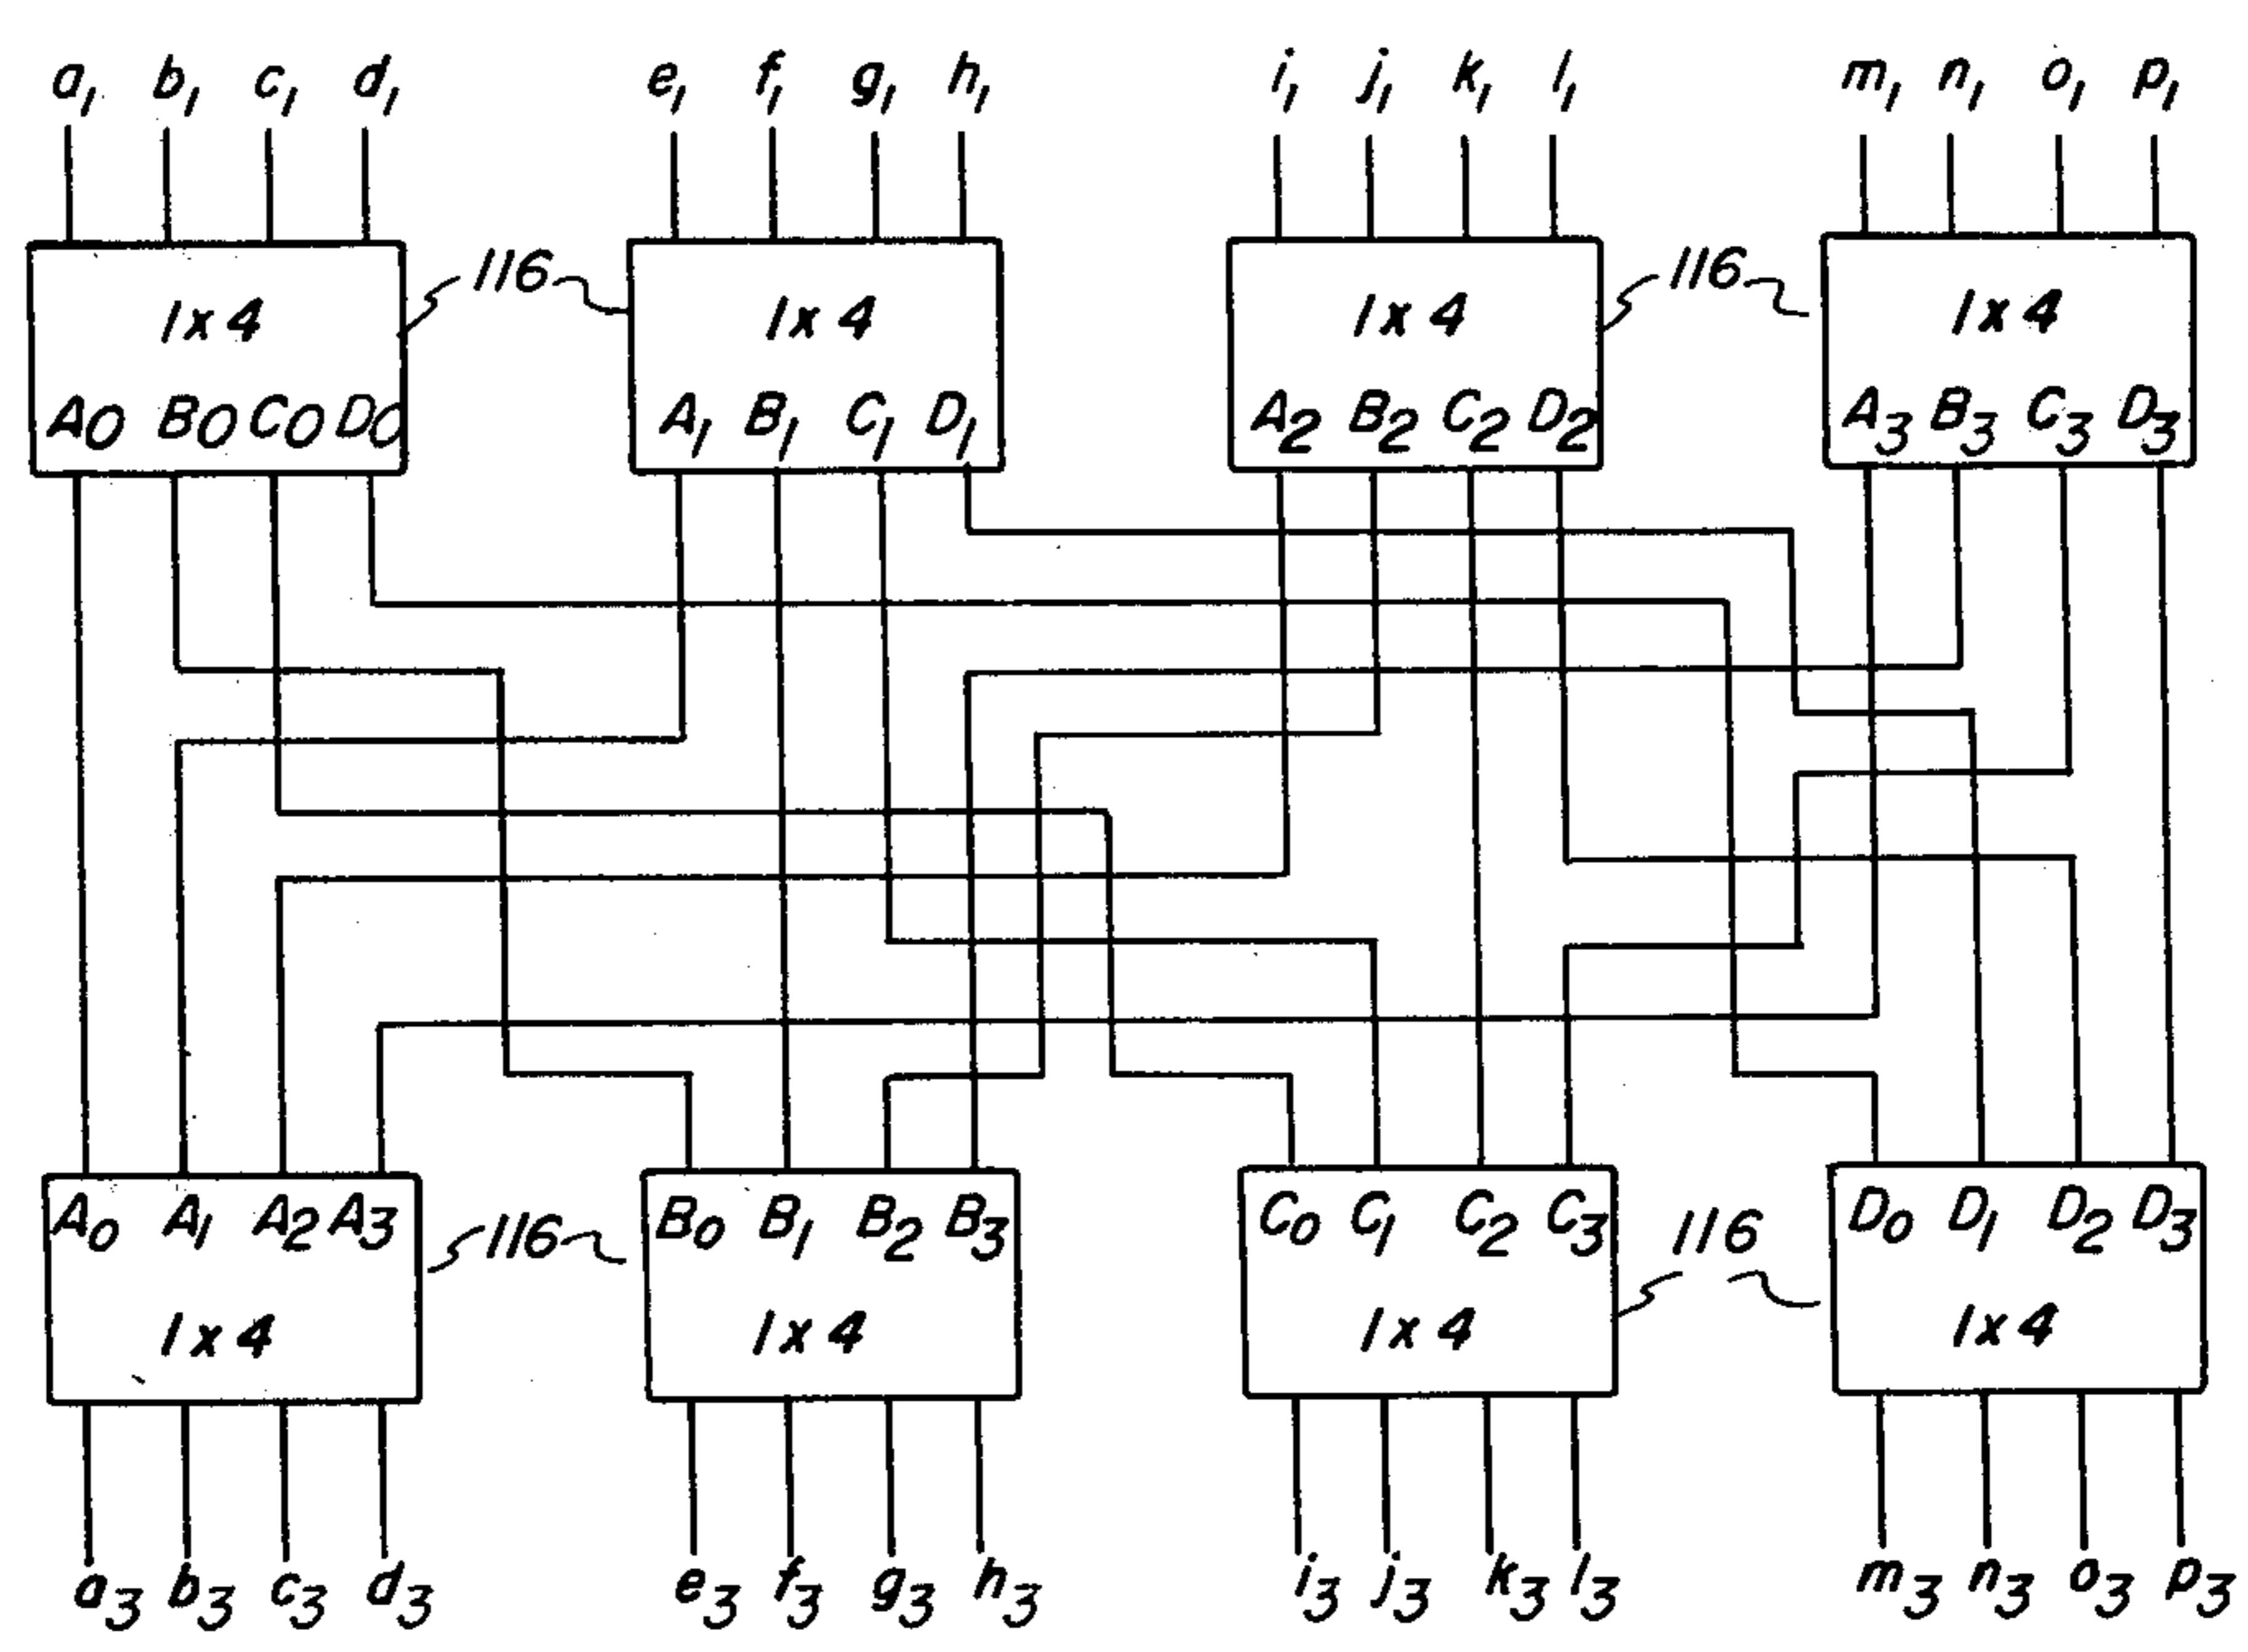 a1 b1 c1 d1 e1 f1 g1 h1 i1 j1 k1 l1 m1 n1 o1 p1
116 116
1x4 1x4 1x4 1x4
A0 B0 C0 D0 A1 B1 C1 D1 A2 B2 C2 D2 A3 B3 C3 D3
A0 A1 A2 A3 B0 B1 B2 B3 C0 C1 C2 C3 D0 D1 D2 D3
116 116
1x4 1x4 1x4 1x4
a3 b3 c3 d3 e3 f3 g3 h3 i3 j3 k3 l3 m3 n3 o3 p3